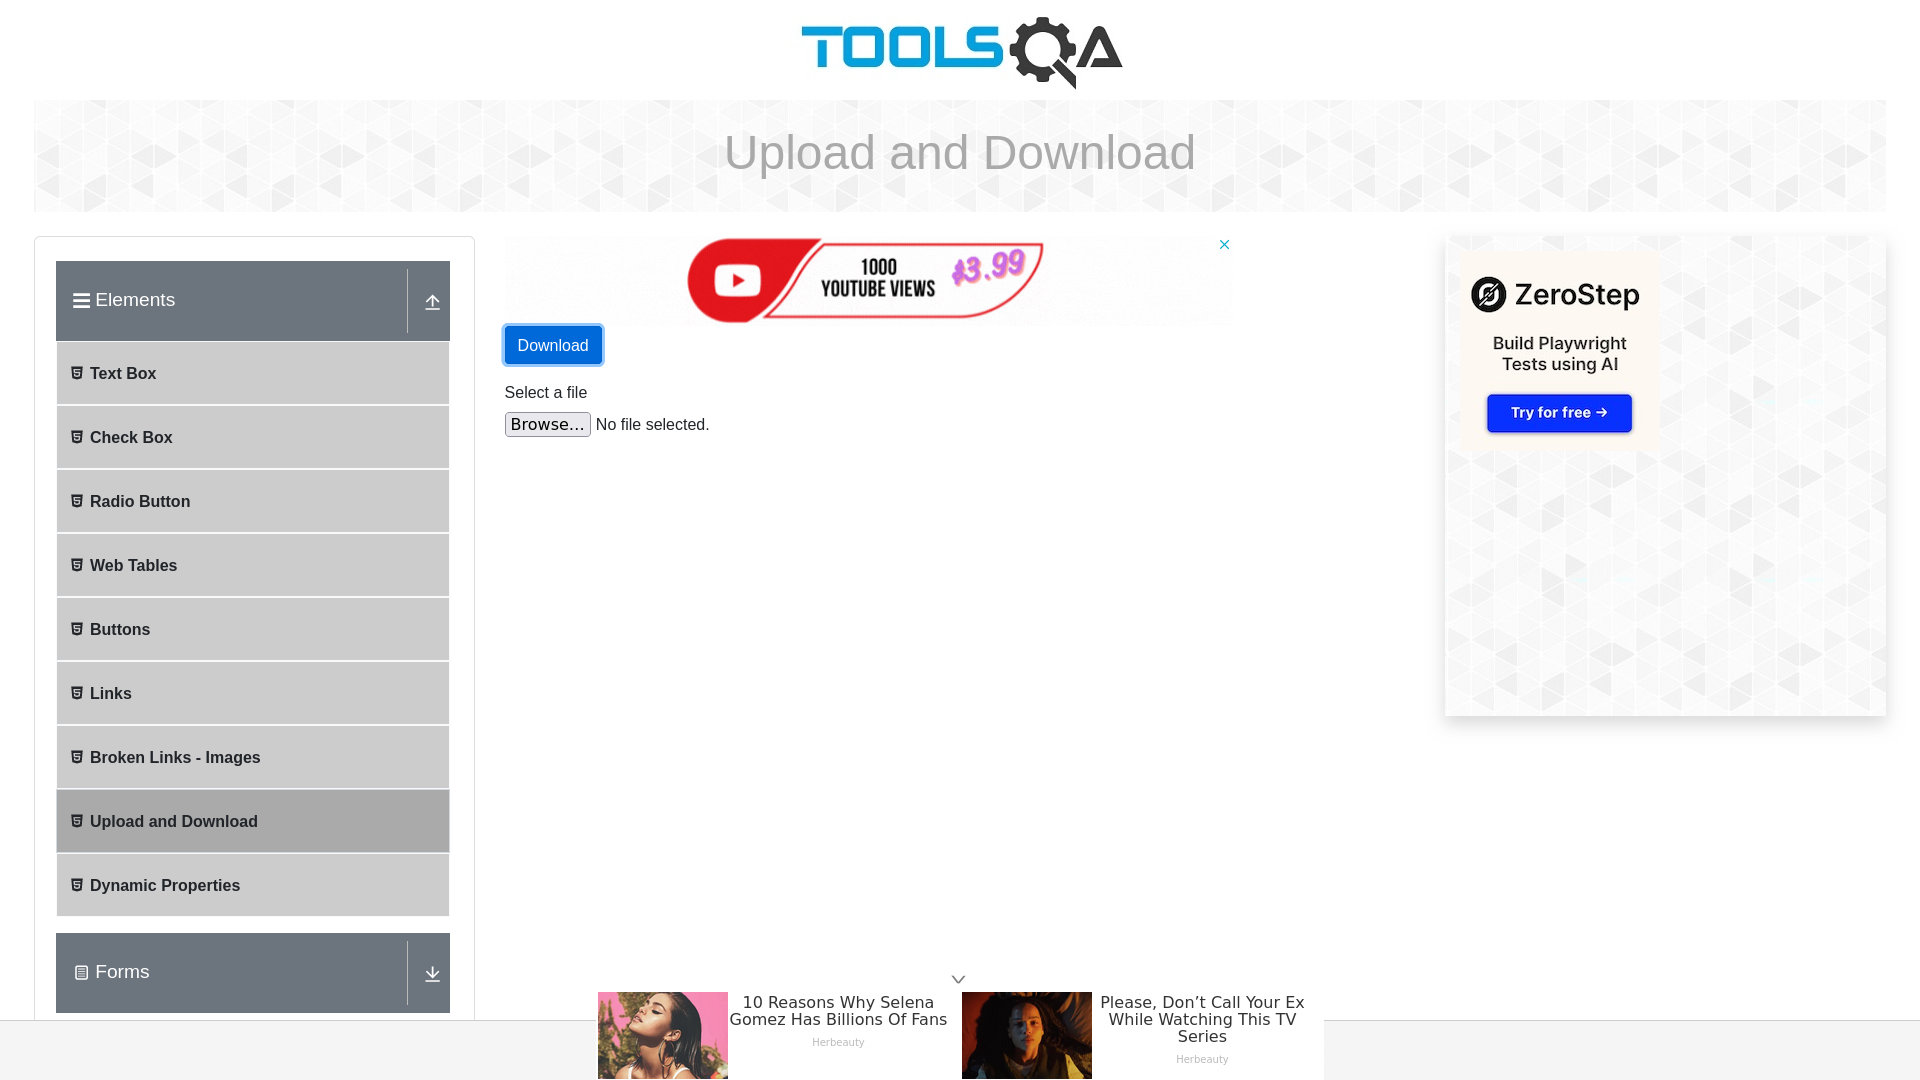 TOOLSQA
Upload and Download
Elements
Text Box
Check Box
Radio Button
Web Tables
Buttons
Links
Broken Links - Images
Upload and Download
Dynamic Properties
Forms
1000
YOUTUBE VIEWS
$3.99
Download
Select a file
Browse... No file selected.
ZeroStep
Build Playwright
Tests using AI
Try for free →
10 Reasons Why Selena
Gomez Has Billions Of Fans
Herbeauty
Please, Don’t Call Your Ex
While Watching This TV
Series
Herbeauty